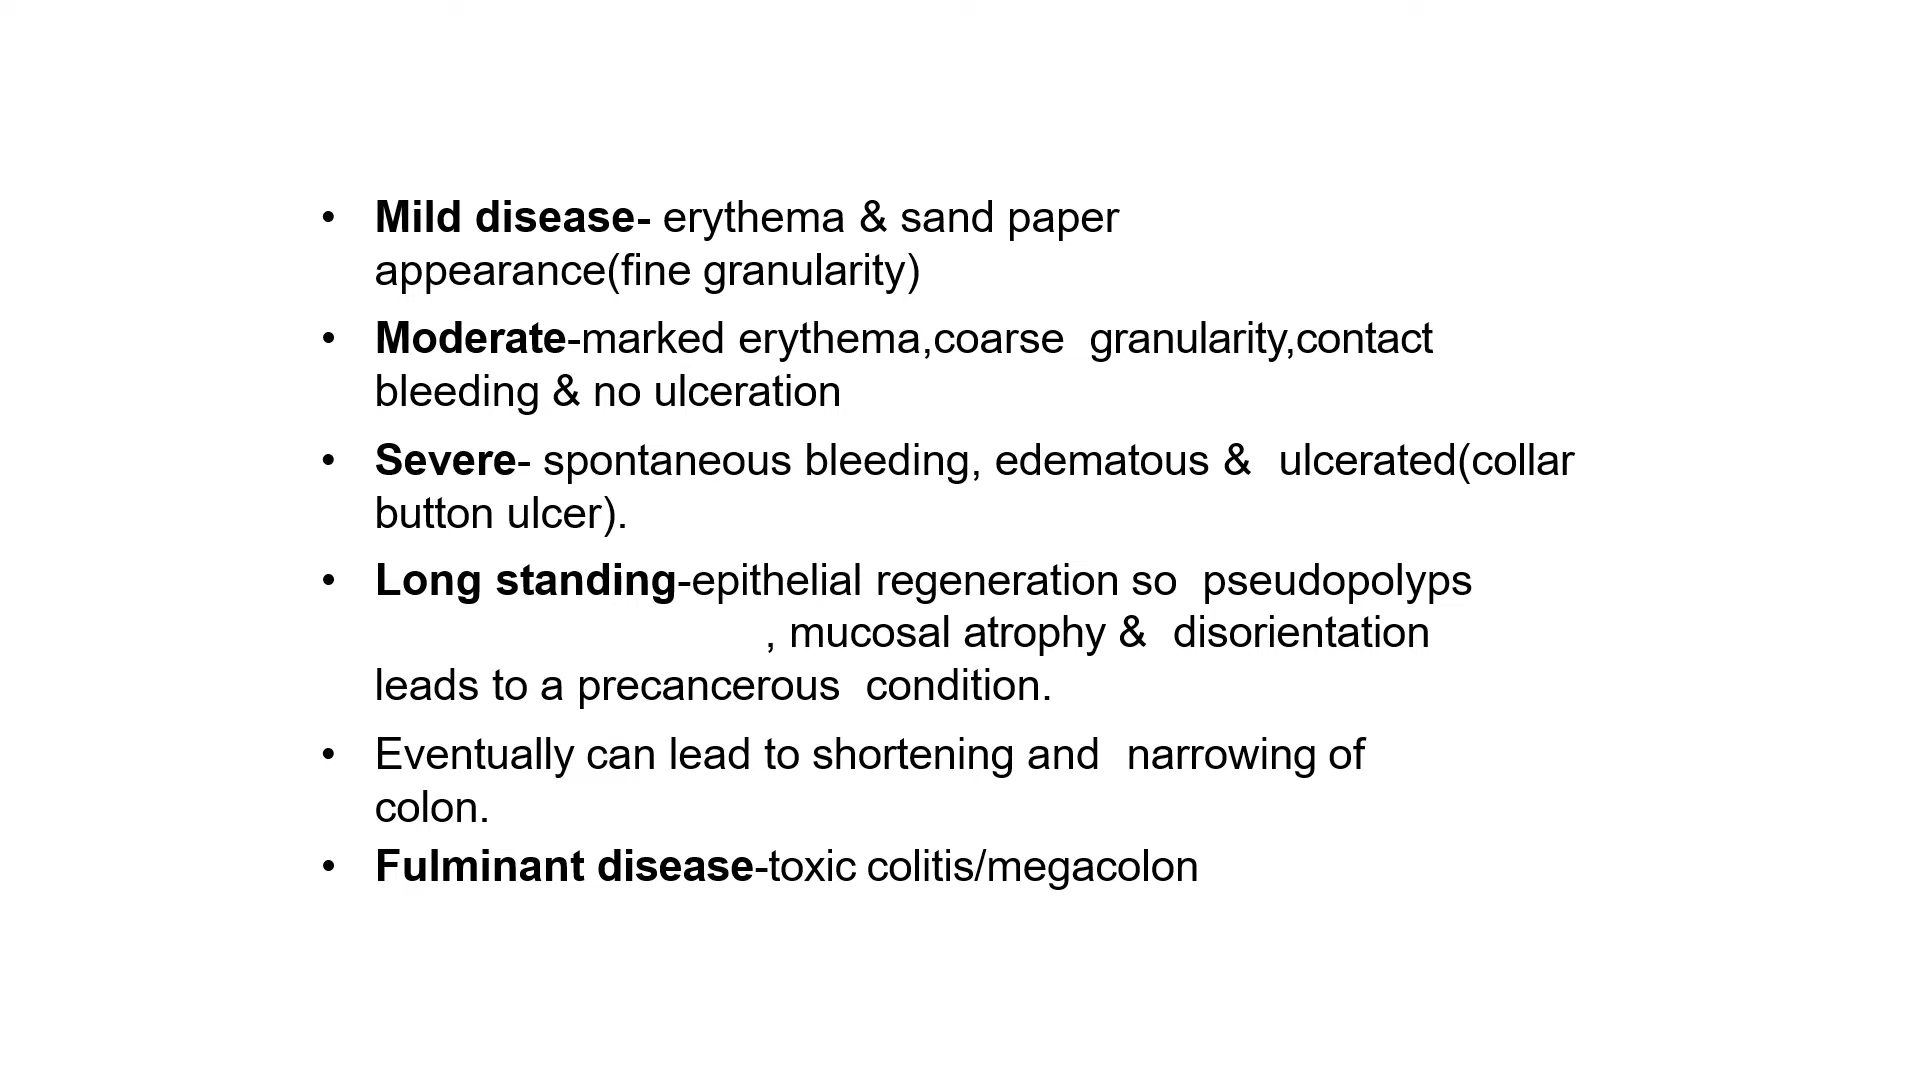 • Mild disease- erythema & sand paper
appearance(fine granularity)
• Moderate-marked erythema,coarse granularity,contact
bleeding & no ulceration
• Severe- spontaneous bleeding, edematous & ulcerated(collar
button ulcer).
• Long standing-epithelial regeneration so pseudopolyps
, mucosal atrophy & disorientation
leads to a precancerous condition.
• Eventually can lead to shortening and narrowing of
colon.
• Fulminant disease-toxic colitis/megacolon